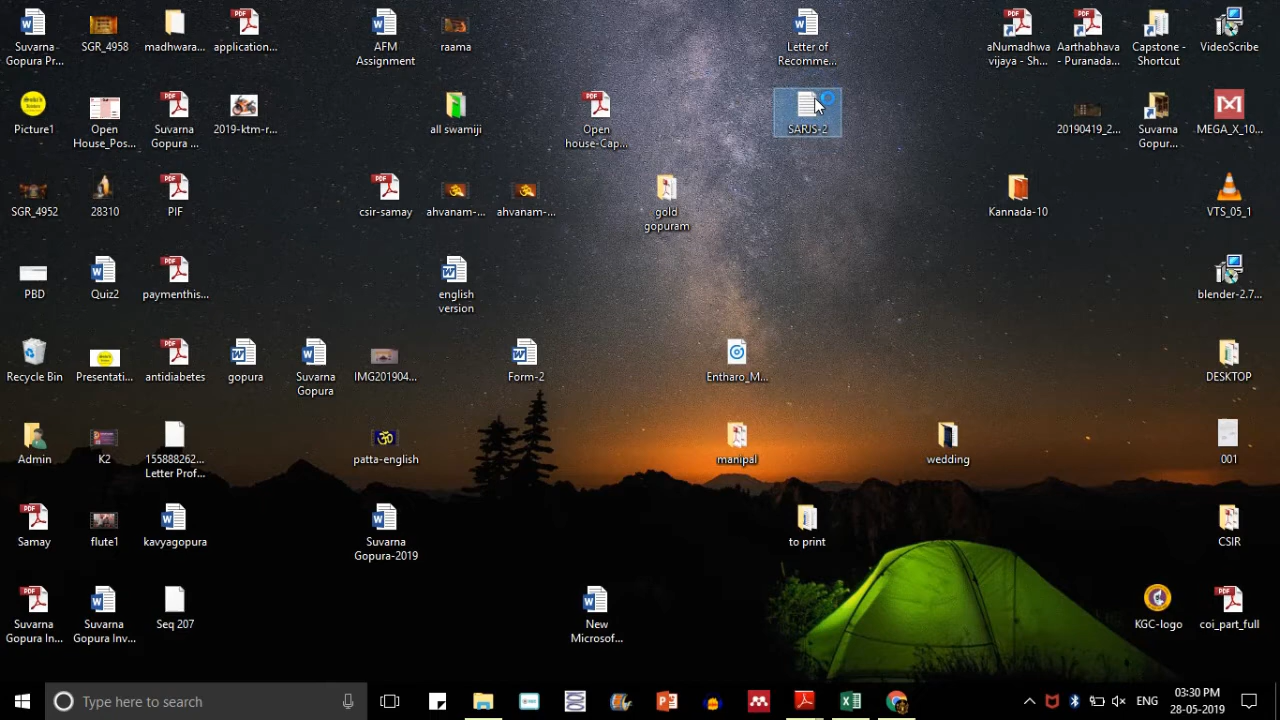 Suvarna
Gopura Pr...
SGR_4958
madhwara...
application...
AFM
Assignment
raama
Letter of
Recomme...
aNumadhwa
vijaya - Sh...
Aarthabhava
- Puranada...
Capstone -
Shortcut
VideoScribe
Picture1
Open
House_Pos...
Suvarna
Gopura ...
2019-ktm-r...
all swamiji
Open
house-Cap...
SARJS-2
20190419_2...
Suvarna
Gopur...
MEGA_X_10...
SGR_4952
28310
PIF
csir-samay
ahvanam-...
ahvanam-...
gold
gopuram
Kannada-10
VTS_05_1
PBD
Quiz2
paymenthis...
english
version
blender-2.7...
Recycle Bin
Presentati...
antidiabetes
gopura
Suvarna
Gopura
IMG201904...
Form-2
Entharo_M...
DESKTOP
Admin
K2
155888262...
Letter Prof...
patta-english
manipal
wedding
001
Samay
flute1
kavyagopura
Suvarna
Gopura-2019
to print
CSIR
Suvarna
Gopura In...
Suvarna
Gopura Inv...
Seq 207
New
Microsof...
KGC-logo
coi_part_full
Type here to search
ENG
03:30 PM
28-05-2019